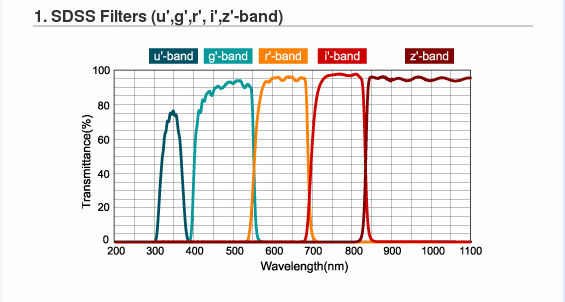 1. SDSS Filters (u',g',r', i',z'-band)
u'-band g'-band r'-band i'-band z'-band
Transmittance(%)
100
80
60
40
20
0
200 300 400 500 600 700 800 900 1000 1100
Wavelength(nm)